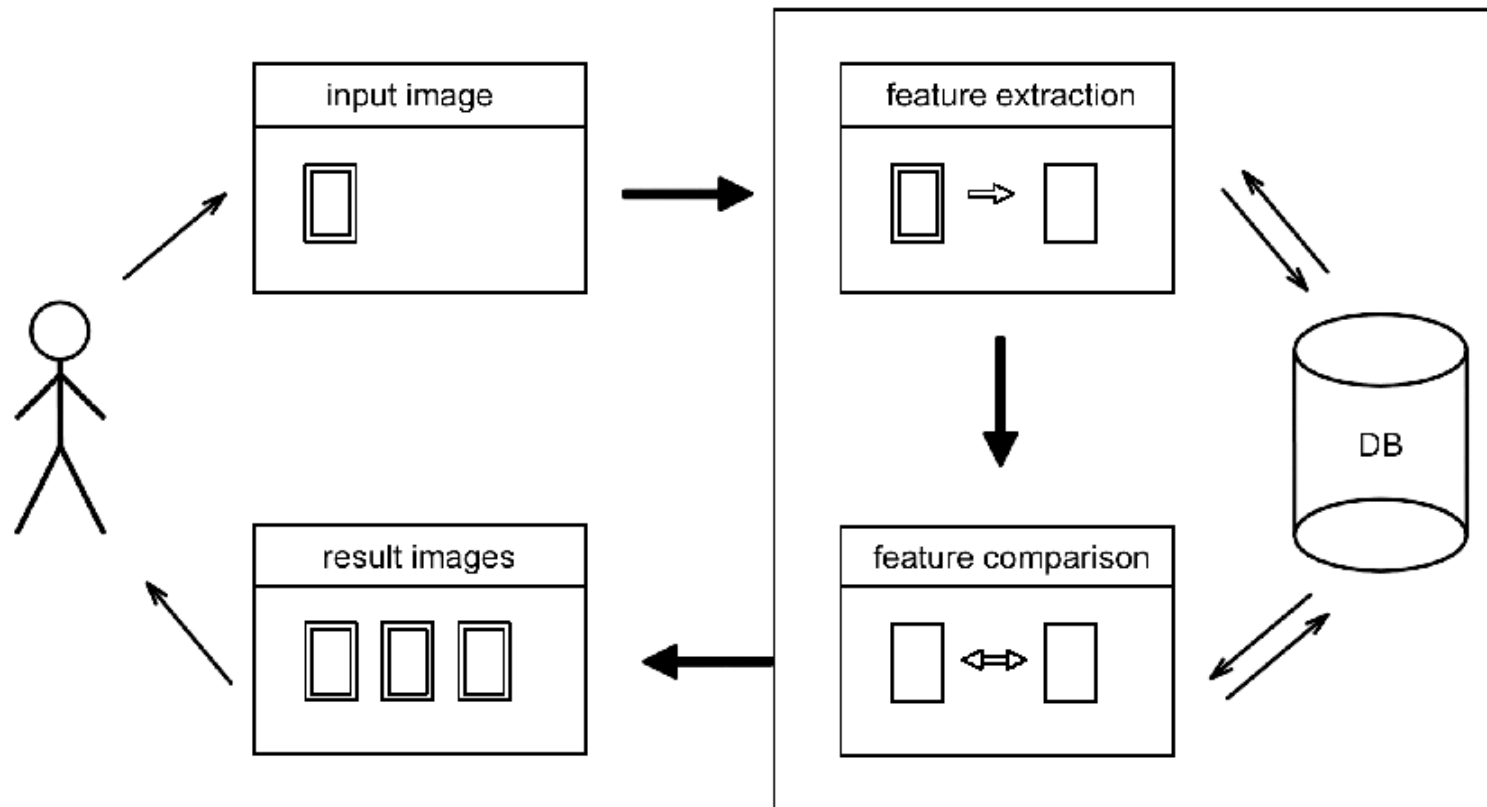 input image
feature extraction
DB
result images
feature comparison